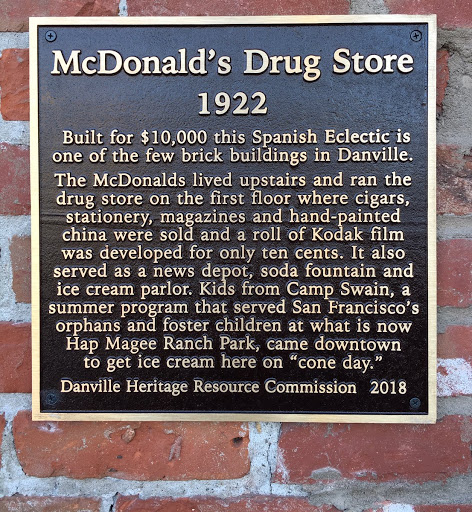 McDonald's Drug Store
1922
Built for $10,000 this Spanish Eclectic is
one of the few brick buildings in Danville.
The McDonalds lived upstairs and ran the
drug store on the first floor where cigars,
stationery, magazines and hand-painted
china were sold and a roll of Kodak film
was developed for only ten cents. It also
served as a news depot, soda fountain and
ice cream parlor. Kids from Camp Swain, a
summer program that served San Francisco's
orphans and foster children at what is now
Hap Magee Ranch Park, came downtown
to get ice cream here on "cone day."
Danville Heritage Resource Commission 2018